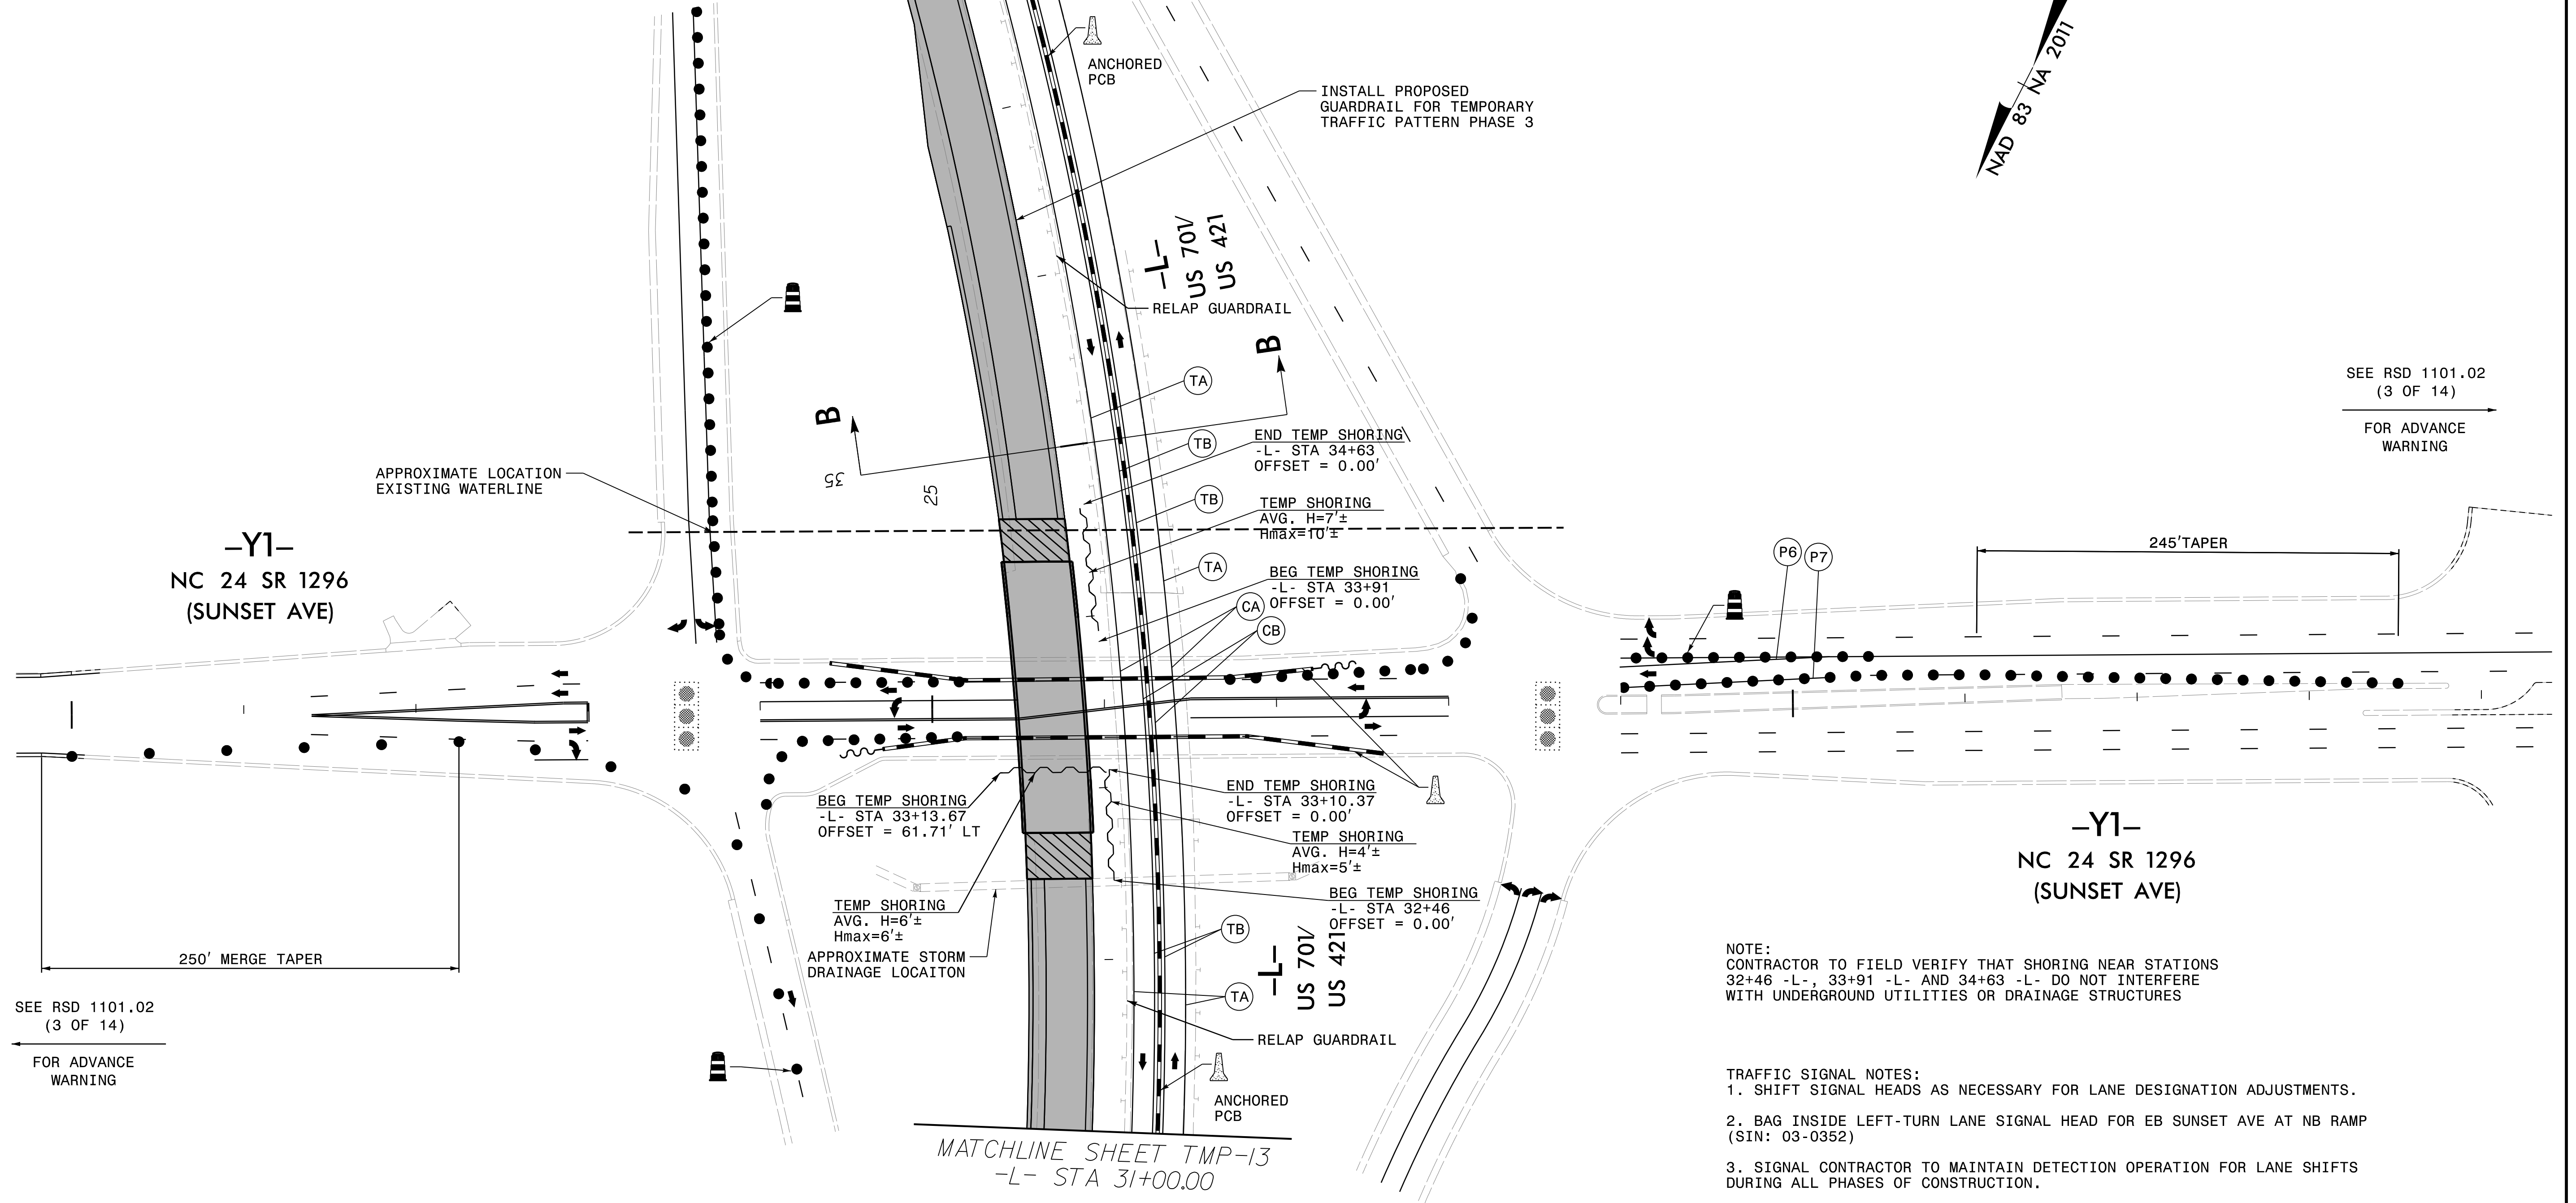 NAD 83 NA 2011
ANCHORED
PCB
INSTALL PROPOSED
GUARDRAIL FOR TEMPORARY
TRAFFIC PATTERN PHASE 3
-L-
US 701/
US 421
RELAP GUARDRAIL
B
B
TA
TB
END TEMP SHORING
-L- STA 34+63
OFFSET = 0.00'
35
25
APPROXIMATE LOCATION
EXISTING WATERLINE
TB
TEMP SHORING
AVG. H=7'±
Hmax=10'±
TA
BEG TEMP SHORING
-L- STA 33+91
OFFSET = 0.00'
CA
CB
SEE RSD 1101.02
(3 OF 14)
FOR ADVANCE
WARNING
-Y1-
NC 24 SR 1296
(SUNSET AVE)
P6
P7
245'TAPER
BEG TEMP SHORING
-L- STA 33+13.67
OFFSET = 61.71' LT
END TEMP SHORING
-L- STA 33+10.37
OFFSET = 0.00'
TEMP SHORING
AVG. H=4'±
Hmax=5'±
BEG TEMP SHORING
-L- STA 32+46
OFFSET = 0.00'
TEMP SHORING
AVG. H=6'±
Hmax=6'±
APPROXIMATE STORM
DRAINAGE LOCAITON
TB
-L-
US 701/
US 421
TA
RELAP GUARDRAIL
ANCHORED
PCB
250' MERGE TAPER
SEE RSD 1101.02
(3 OF 14)
FOR ADVANCE
WARNING
-Y1-
NC 24 SR 1296
(SUNSET AVE)
MATCHLINE SHEET TMP-13
-L- STA 31+00.00
NOTE:
CONTRACTOR TO FIELD VERIFY THAT SHORING NEAR STATIONS
32+46 -L-, 33+91 -L- AND 34+63 -L- DO NOT INTERFERE
WITH UNDERGROUND UTILITIES OR DRAINAGE STRUCTURES
TRAFFIC SIGNAL NOTES:
1. SHIFT SIGNAL HEADS AS NECESSARY FOR LANE DESIGNATION ADJUSTMENTS.
2. BAG INSIDE LEFT-TURN LANE SIGNAL HEAD FOR EB SUNSET AVE AT NB RAMP
(SIN: 03-0352)
3. SIGNAL CONTRACTOR TO MAINTAIN DETECTION OPERATION FOR LANE SHIFTS
DURING ALL PHASES OF CONSTRUCTION.